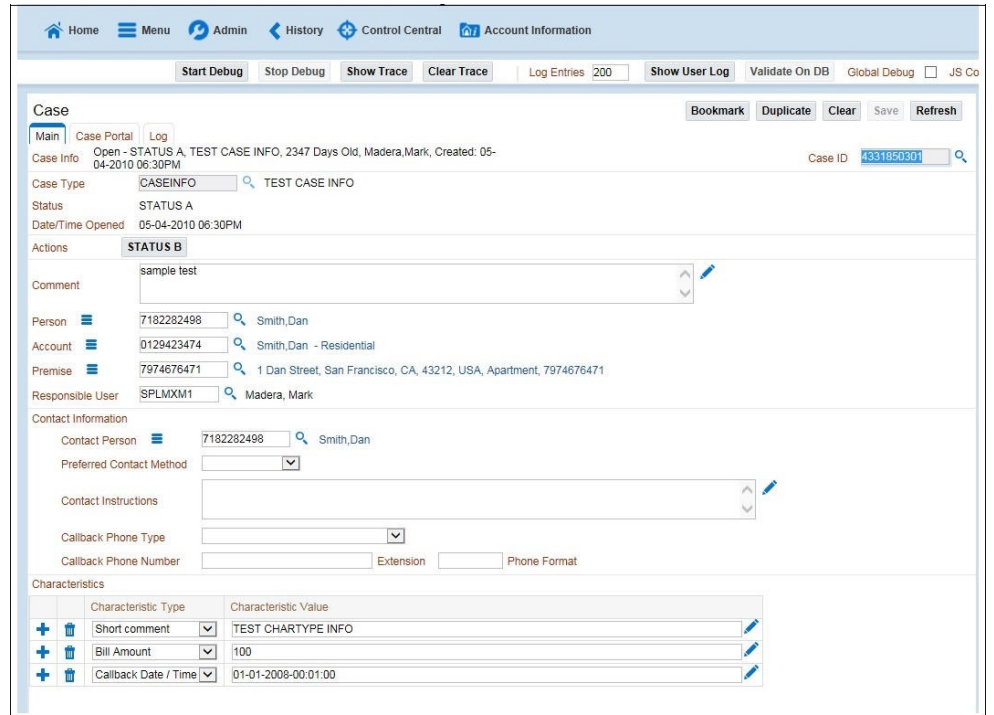 Home Menu Admin History Control Central Account Information
Start Debug Stop Debug Show Trace Clear Trace Log Entries 200 Show User Log Validate On DB Global Debug JS Co
Case Bookmark Duplicate Clear Save Refresh
Main Case Portal Log
Case Info Open - STATUS A, TEST CASE INFO, 2347 Days Old, Madera,Mark, Created: 05-
04-2010 06:30PM
Case ID 4331850301
Case Type CASEINFO TEST CASE INFO
Status STATUS A
Date/Time Opened 05-04-2010 06:30PM
Actions STATUS B
Comment sample test
Person 7182282498 Smith,Dan
Account 0129423474 Smith,Dan - Residential
Premise 7974676471 1 Dan Street, San Francisco, CA, 43212, USA, Apartment, 7974676471
Responsible User SPLMXM1 Madera, Mark
Contact Information
Contact Person 7182282498 Smith,Dan
Preferred Contact Method
Contact Instructions
Callback Phone Type
Callback Phone Number Extension Phone Format
Characteristics
Characteristic Type Characteristic Value
Short comment TEST CHARTYPE INFO
Bill Amount 100
Callback Date / Time 01-01-2008-00:01:00